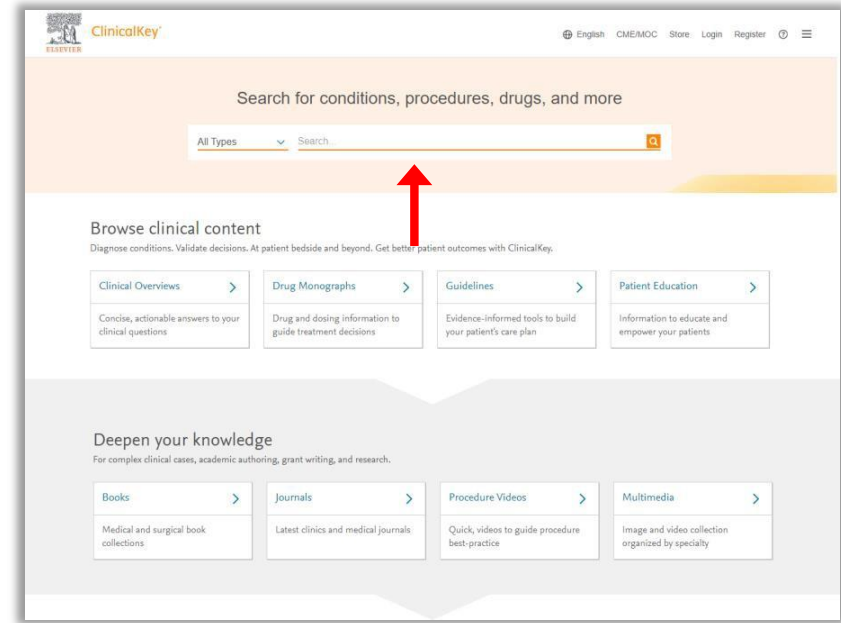 ELSEVIER
ClinicalKey®
English CME/MOC Store Login Register
Search for conditions, procedures, drugs, and more
All Types Search...
Browse clinical content
Diagnose conditions. Validate decisions. At patient bedside and beyond. Get better patient outcomes with ClinicalKey.
Clinical Overviews
Concise, actionable answers to your
clinical questions
Drug Monographs
Drug and dosing information to
guide treatment decisions
Guidelines
Evidence-informed tools to build
your patient's care plan
Patient Education
Information to educate and
empower your patients
Deepen your knowledge
For complex clinical cases, academic authoring, grant writing, and research.
Books
Medical and surgical book
collections
Journals
Latest clinics and medical journals
Procedure Videos
Quick, videos to guide procedure
best-practice
Multimedia
Image and video collection
organized by specialty